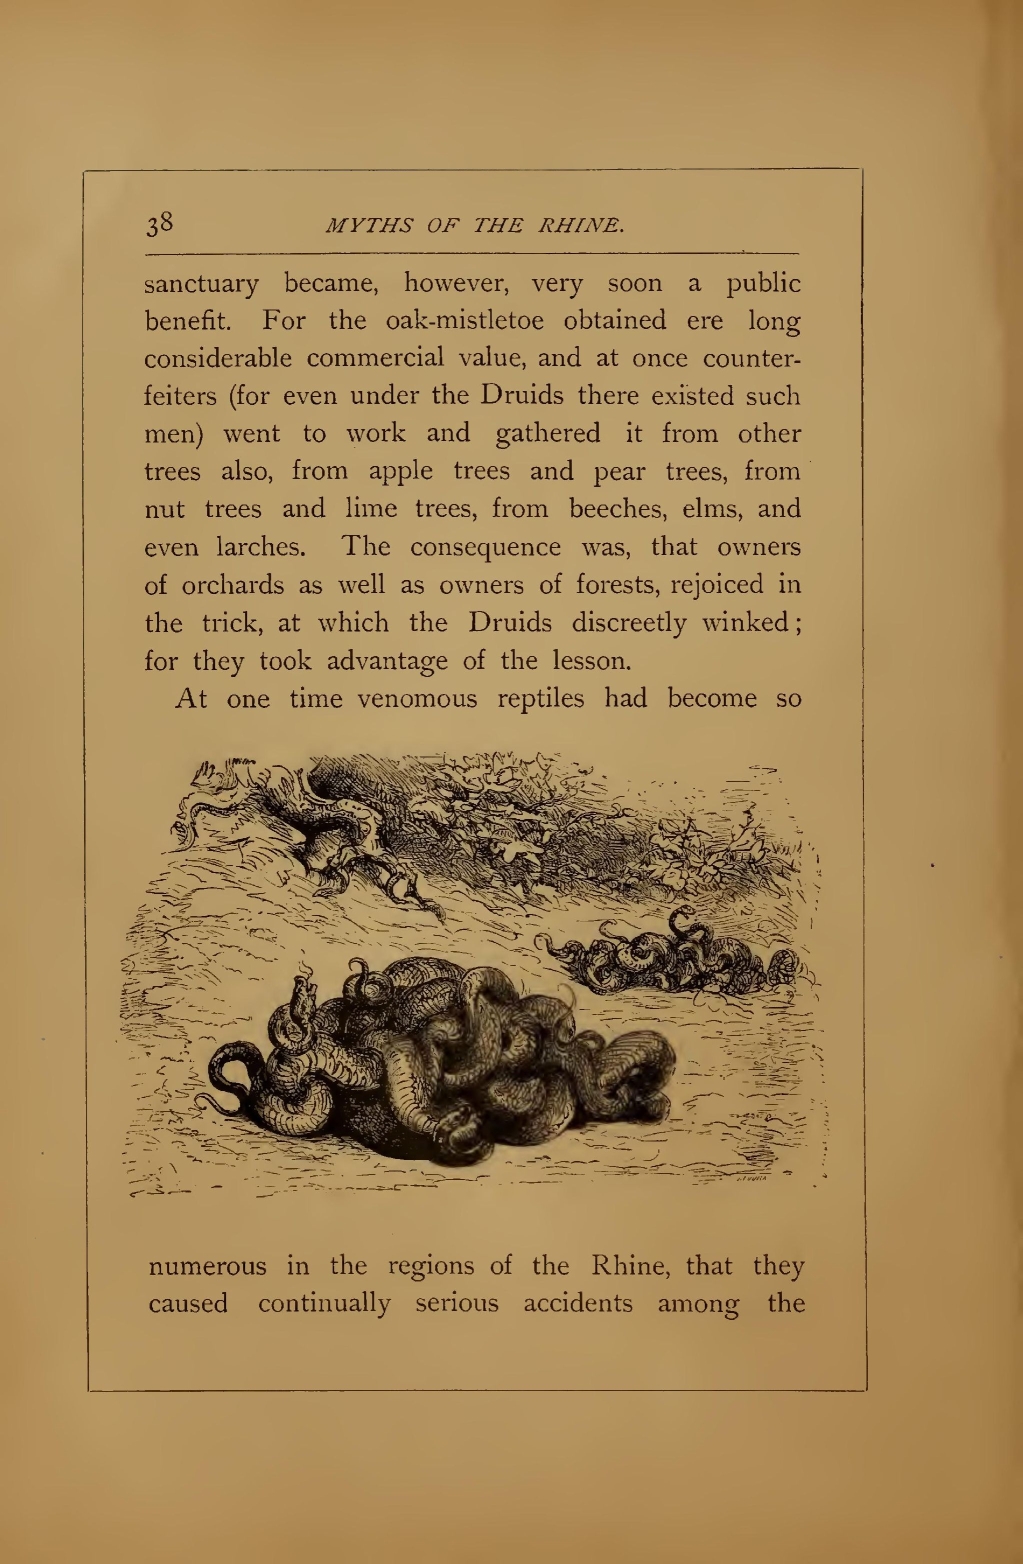 38 MYTHS OF THE RHINE.
sanctuary became, however, very soon a public
benefit. For the oak-mistletoe obtained ere long
considerable commercial value, and at once counter-
feiters (for even under the Druids there existed such
men) went to work and gathered it from other
trees also, from apple trees and pear trees, from
nut trees and lime trees, from beeches, elms, and
even larches. The consequence was, that owners
of orchards as well as owners of forests, rejoiced in
the trick, at which the Druids discreetly winked;
for they took advantage of the lesson.
At one time venomous reptiles had become so
numerous in the regions of the Rhine, that they
caused continually serious accidents among the